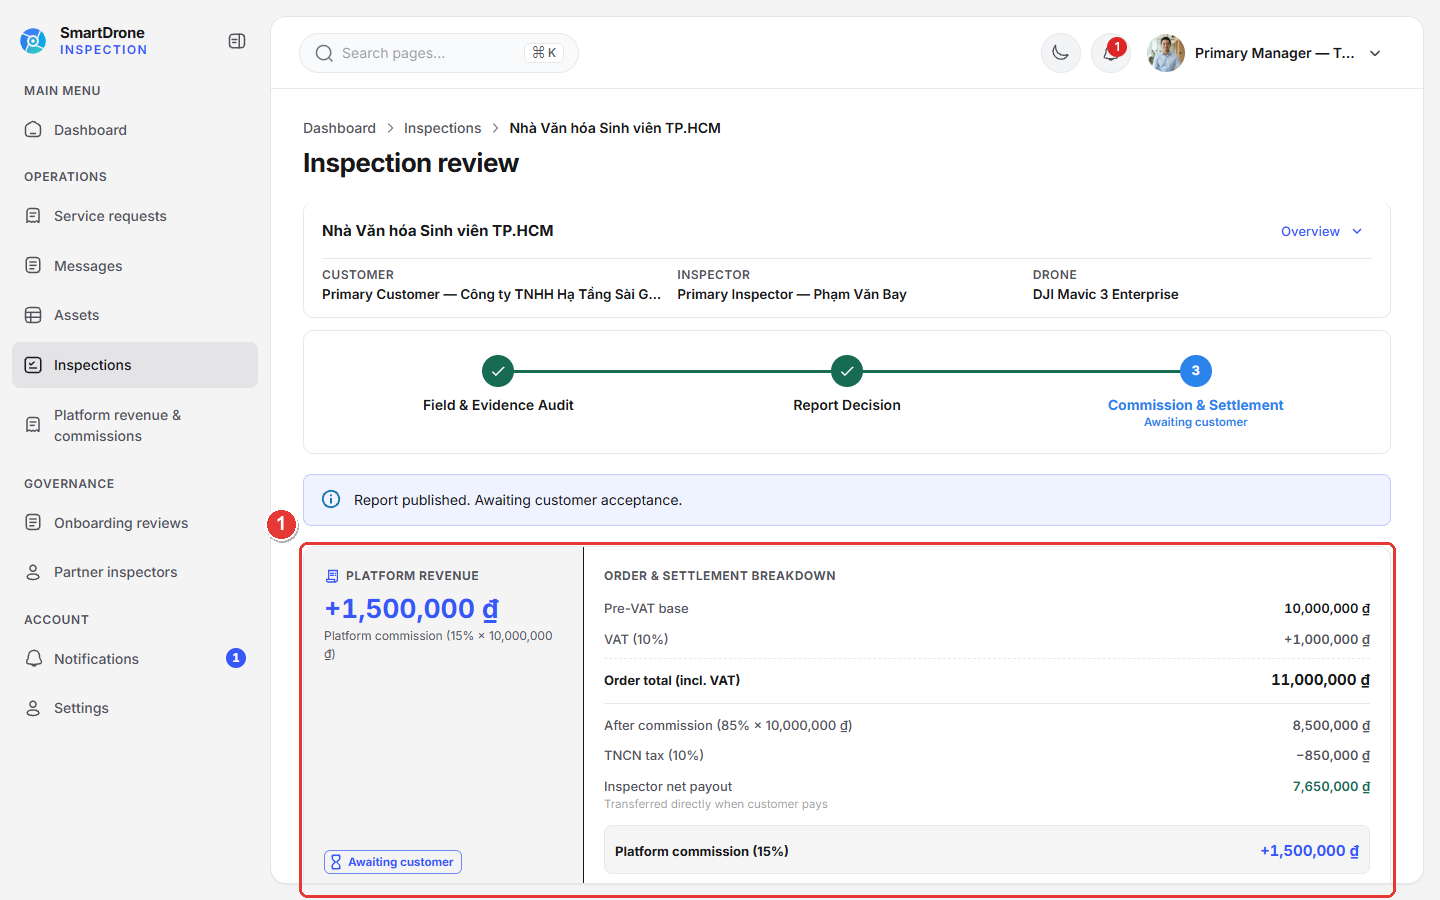 SmartDrone
INSPECTION
MAIN MENU
Dashboard
OPERATIONS
Service requests
Messages
Assets
Inspections
Platform revenue &
commissions
GOVERNANCE
Onboarding reviews
Partner inspectors
ACCOUNT
Notifications 1
Settings
Search pages... ⌘ K
1
Primary Manager — T...
Dashboard > Inspections > Nhà Văn hóa Sinh viên TP.HCM
Inspection review
Nhà Văn hóa Sinh viên TP.HCM
Overview
CUSTOMER INSPECTOR DRONE
Primary Customer — Công ty TNHH Hạ Tầng Sài G... Primary Inspector — Phạm Văn Bay DJI Mavic 3 Enterprise
3
Field & Evidence Audit Report Decision Commission & Settlement
Awaiting customer
Report published. Awaiting customer acceptance.
1
PLATFORM REVENUE
+1,500,000 ₫
Platform commission (15% × 10,000,000
₫)
Awaiting customer
ORDER & SETTLEMENT BREAKDOWN
Pre-VAT base 10,000,000 ₫
VAT (10%) +1,000,000 ₫
Order total (incl. VAT) 11,000,000 ₫
After commission (85% × 10,000,000 ₫) 8,500,000 ₫
TNCN tax (10%) −850,000 ₫
Inspector net payout 7,650,000 ₫
Transferred directly when customer pays
Platform commission (15%) +1,500,000 ₫